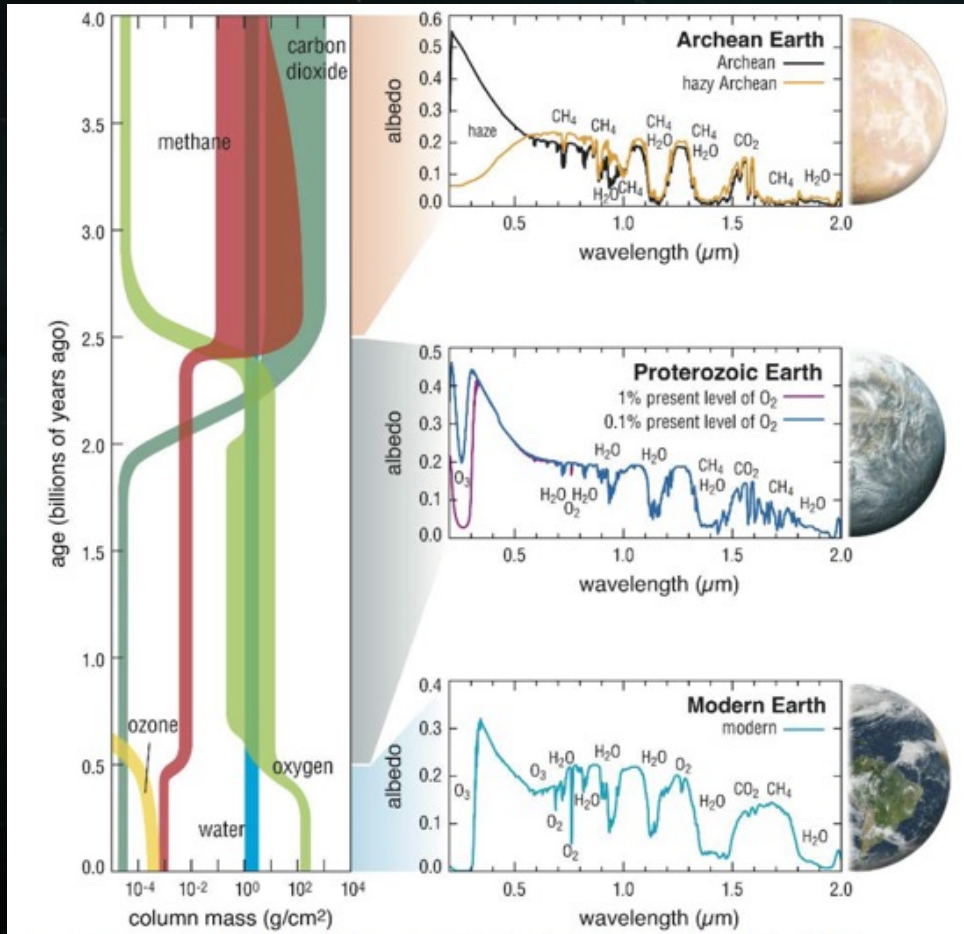 4.0
3.5
3.0
2.5
2.0
1.5
1.0
0.5
0.0
age (billions of years ago)
carbon
dioxide
methane
ozone
oxygen
water
10⁻⁴ 10⁻² 10⁰ 10² 10⁴
column mass (g/cm²)
0.6
0.5
0.4
0.3
0.2
0.1
0.0
albedo
Archean Earth
Archean
hazy Archean
haze
CH₄
CH₄
CH₄
H₂O
CH₄
H₂O
CO₂
H₂O
CH₄
CH₄
H₂O
0.5 1.0 1.5 2.0
wavelength (µm)
0.5
0.4
0.3
0.2
0.1
0.0
albedo
Proterozoic Earth
1% present level of O₂
0.1% present level of O₂
O₃
H₂O
H₂O
H₂O
O₂
H₂O
CH₄
H₂O
CO₂
CH₄
H₂O
0.5 1.0 1.5 2.0
wavelength (µm)
0.4
0.3
0.2
0.1
0.0
albedo
Modern Earth
modern
O₃
O₃
H₂O
H₂O
H₂O
O₂
H₂O
O₂
O₂
H₂O
CO₂
CH₄
H₂O
0.5 1.0 1.5 2.0
wavelength (µm)